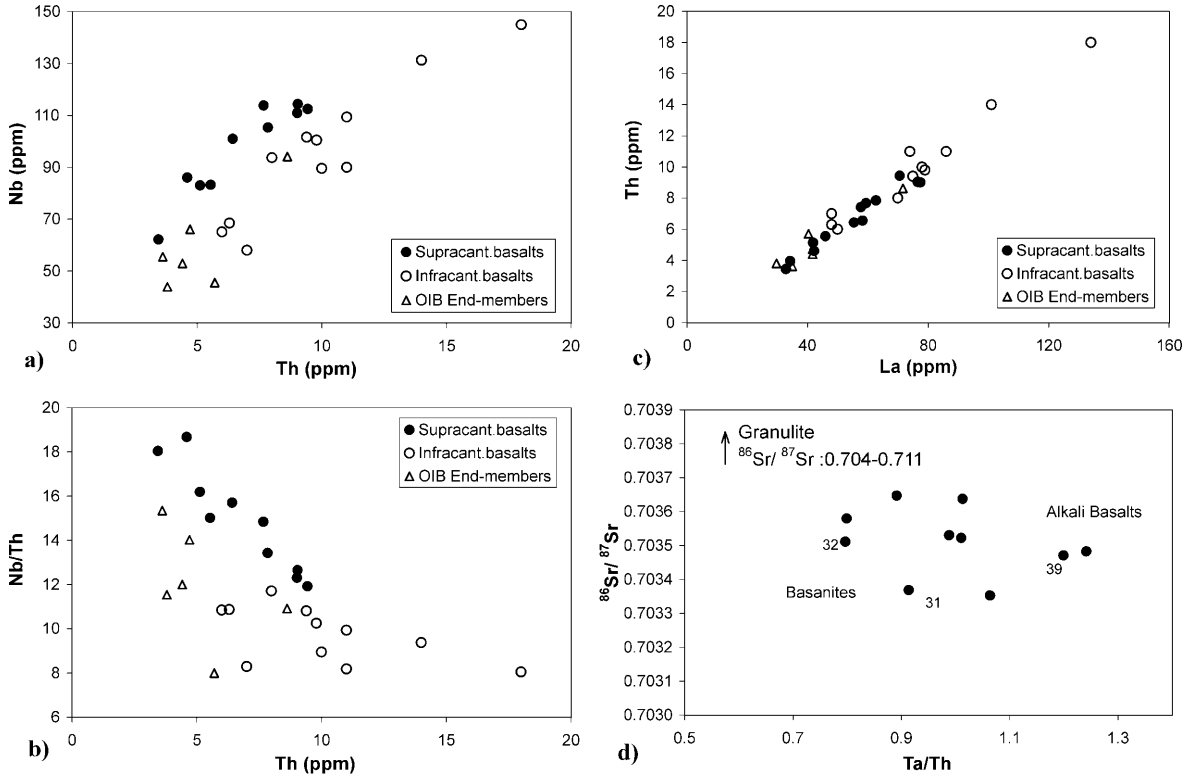 150
130
110
90
70
50
30
Nb (ppm)
● Supracant.basalts
○ Infracant.basalts
△ OIB End-members
0 5 10 15 20
Th (ppm)
a)
20
18
16
14
12
10
8
6
4
2
0
Th (ppm)
● Supracant.basalts
○ Infracant.basalts
△ OIB End-members
0 40 80 120 160
La (ppm)
c)
20
18
16
14
12
10
8
6
Nb/Th
● Supracant.basalts
○ Infracant.basalts
△ OIB End-members
0 5 10 15 20
Th (ppm)
b)
0.7039
0.7038
0.7037
0.7036
0.7035
0.7034
0.7033
0.7032
0.7031
0.7030
⁸⁶Sr/ ⁸⁷Sr
Granulite
⁸⁶Sr/ ⁸⁷Sr :0.704-0.711
Alkali Basalts
32
39
Basanites
31
0.5 0.7 0.9 1.1 1.3
Ta/Th
d)